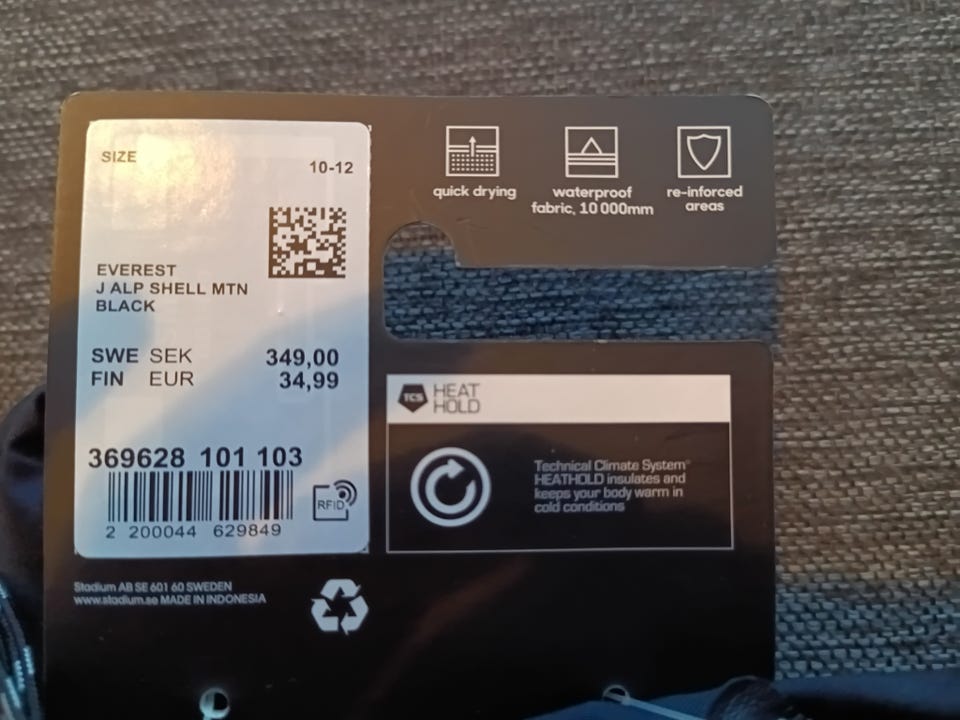 SIZE
10-12
EVEREST
J ALP SHELL MTN
BLACK
SWE SEK 349,00
FIN EUR 34,99
369628 101 103
RFID
2 200044 629849
Stadium AB SE 601 60 SWEDEN
www.stadium.se MADE IN INDONESIA
quick drying
waterproof
fabric, 10 000mm
re-inforced
areas
TCS HEAT
HOLD
Technical Climate System®
HEATHOLD insulates and
keeps your body warm in
cold conditions